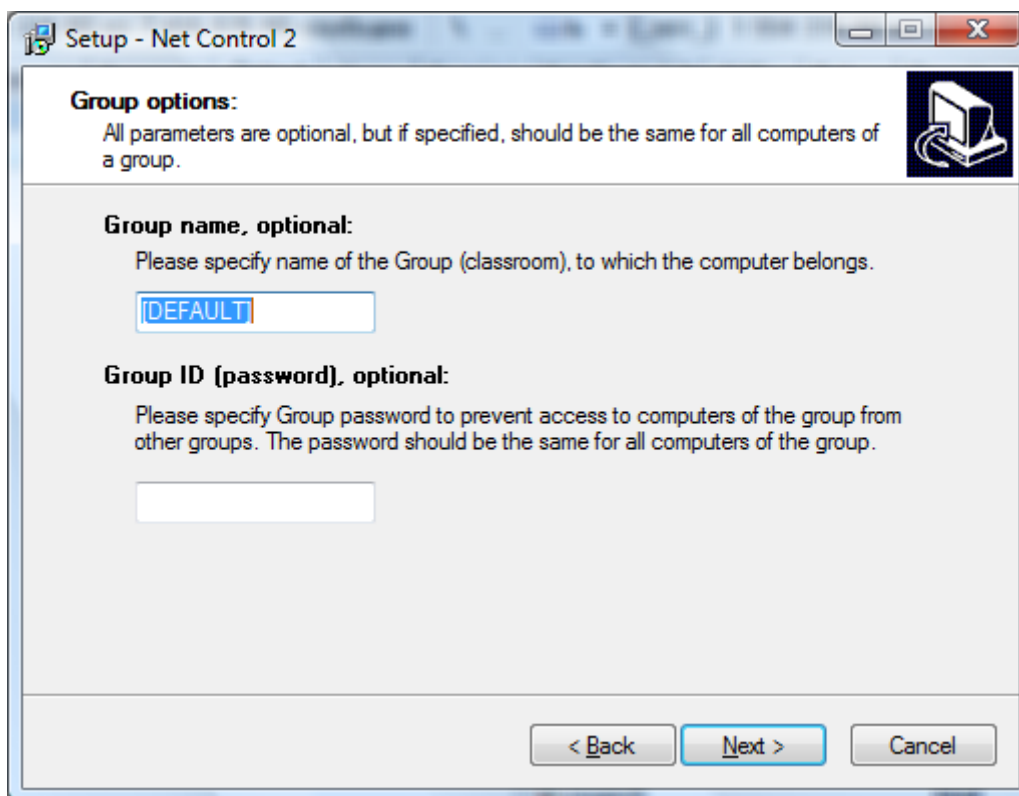 Setup - Net Control 2
Group options:
All parameters are optional, but if specified, should be the same for all computers of
a group.
Group name, optional:
Please specify name of the Group (classroom), to which the computer belongs.
[DEFAULT]
Group ID (password), optional:
Please specify Group password to prevent access to computers of the group from
other groups. The password should be the same for all computers of the group.
< Back
Next >
Cancel